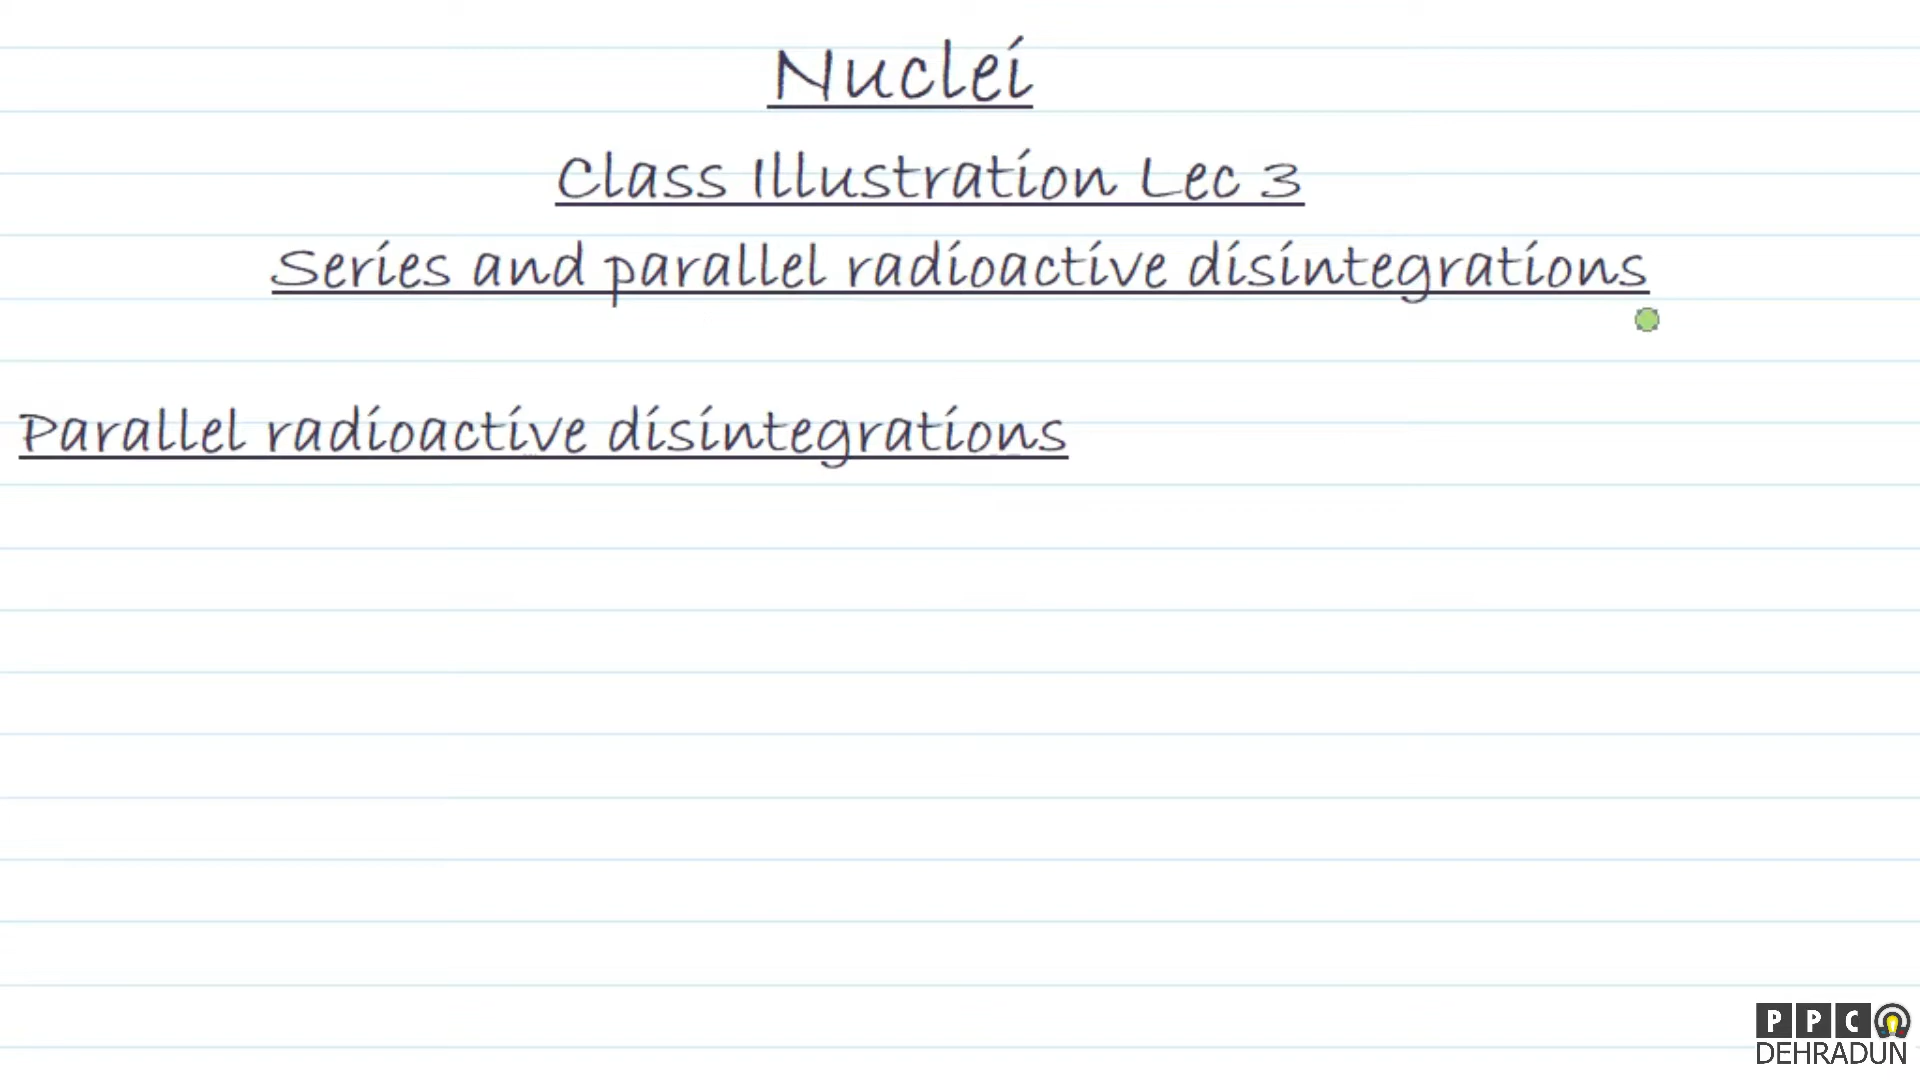 Nuclei
Class Illustration Lec 3
Series and parallel radioactive disintegrations
Parallel radioactive disintegrations
PPC
DEHRADUN